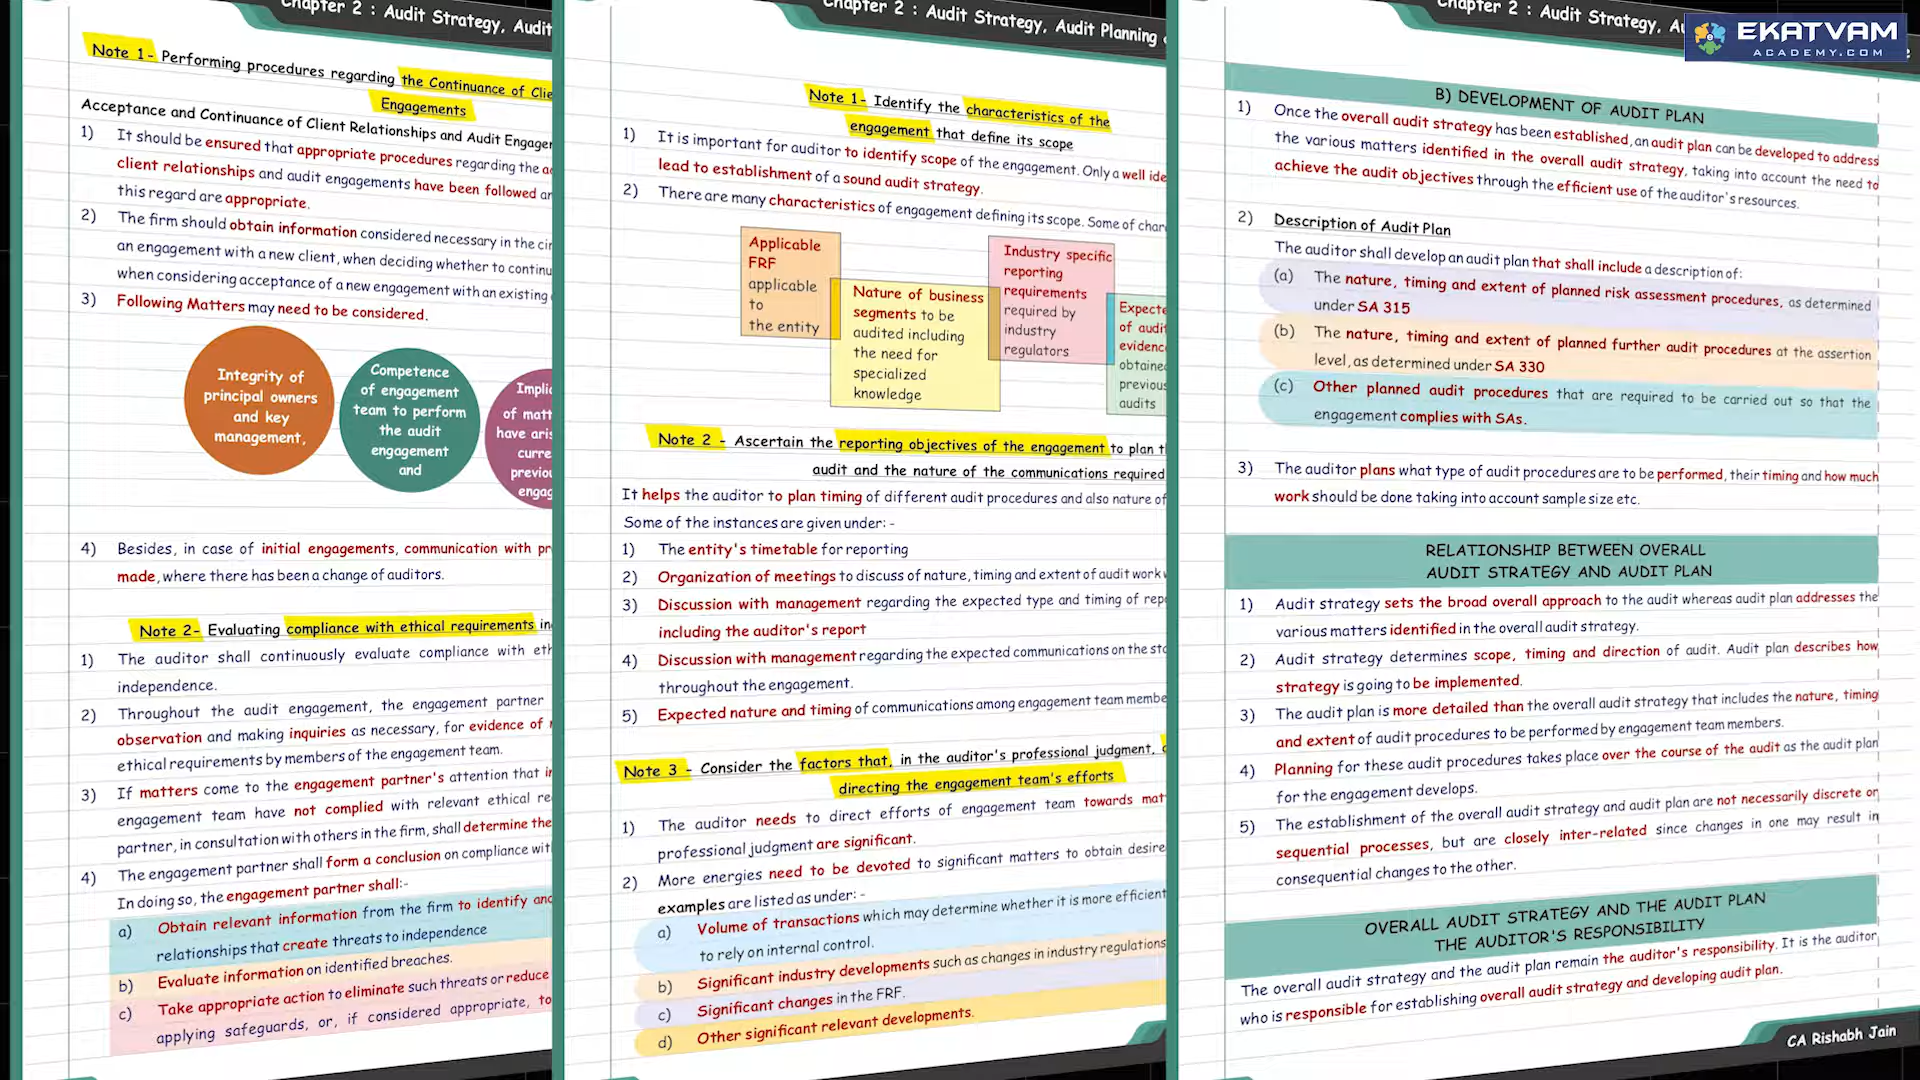 Chapter 2 : Audit Strategy, Audit
Note 1- Performing procedures regarding the Continuance of Clie
Engagements
Acceptance and Continuance of Client Relationships and Audit Engager
1) It should be ensured that appropriate procedures regarding the ac
client relationships and audit engagements have been followed an
this regard are appropriate.
2) The firm should obtain information considered necessary in the cir
an engagement with a new client, when deciding whether to continu
when considering acceptance of a new engagement with an existing
3) Following Matters may need to be considered.
Integrity of
principal owners
and key
management,
Competence
of engagement
team to perform
the audit
engagement
and
Implic
of matt
have aris
curre
previou
engag
4) Besides, in case of initial engagements, communication with pr
made, where there has been a change of auditors.
Note 2- Evaluating compliance with ethical requirements in
1) The auditor shall continuously evaluate compliance with eth
independence.
2) Throughout the audit engagement, the engagement partner
observation and making inquiries as necessary, for evidence of
ethical requirements by members of the engagement team.
3) If matters come to the engagement partner's attention that i
engagement team have not complied with relevant ethical re
partner, in consultation with others in the firm, shall determine the
4) The engagement partner shall form a conclusion on compliance wit
In doing so, the engagement partner shall:-
a) Obtain relevant information from the firm to identify and
relationships that create threats to independence
b) Evaluate information on identified breaches.
c) Take appropriate action to eliminate such threats or reduce
applying safeguards, or, if considered appropriate, to
Chapter 2 : Audit Strategy, Audit Planning
Note 1- Identify the characteristics of the
engagement that define its scope
1) It is important for auditor to identify scope of the engagement. Only a well ide
lead to establishment of a sound audit strategy.
2) There are many characteristics of engagement defining its scope. Some of char
Applicable
FRF
applicable
to
the entity
Nature of business
segments to be
audited including
the need for
specialized
knowledge
Industry specific
reporting
requirements
required by
industry
regulators
Expecte
of audit
evidenc
obtained
previous
audits
Note 2 - Ascertain the reporting objectives of the engagement to plan t
audit and the nature of the communications required
It helps the auditor to plan timing of different audit procedures and also nature of
Some of the instances are given under: -
1) The entity's timetable for reporting
2) Organization of meetings to discuss of nature, timing and extent of audit work
3) Discussion with management regarding the expected type and timing of rep
including the auditor's report
4) Discussion with management regarding the expected communications on the sta
throughout the engagement.
5) Expected nature and timing of communications among engagement team membe
Note 3 - Consider the factors that, in the auditor's professional judgment,
directing the engagement team's efforts
1) The auditor needs to direct efforts of engagement team towards mat
professional judgment are significant.
2) More energies need to be devoted to significant matters to obtain desire
examples are listed as under: -
a) Volume of transactions which may determine whether it is more efficient
to rely on internal control.
b) Significant industry developments such as changes in industry regulations
c) Significant changes in the FRF.
d) Other significant relevant developments.
Chapter 2 : Audit Strategy, Au
EKATVAM
ACADEMY.COM
B) DEVELOPMENT OF AUDIT PLAN
1) Once the overall audit strategy has been established, an audit plan can be developed to address
the various matters identified in the overall audit strategy, taking into account the need to
achieve the audit objectives through the efficient use of the auditor's resources.
2) Description of Audit Plan
The auditor shall develop an audit plan that shall include a description of:
(a) The nature, timing and extent of planned risk assessment procedures, as determined
under SA 315
(b) The nature, timing and extent of planned further audit procedures at the assertion
level, as determined under SA 330
(c) Other planned audit procedures that are required to be carried out so that the
engagement complies with SAs.
3) The auditor plans what type of audit procedures are to be performed, their timing and how much
work should be done taking into account sample size etc.
RELATIONSHIP BETWEEN OVERALL
AUDIT STRATEGY AND AUDIT PLAN
1) Audit strategy sets the broad overall approach to the audit whereas audit plan addresses the
various matters identified in the overall audit strategy.
2) Audit strategy determines scope, timing and direction of audit. Audit plan describes how
strategy is going to be implemented.
3) The audit plan is more detailed than the overall audit strategy that includes the nature, timing
and extent of audit procedures to be performed by engagement team members.
4) Planning for these audit procedures takes place over the course of the audit as the audit plan
for the engagement develops.
5) The establishment of the overall audit strategy and audit plan are not necessarily discrete or
sequential processes, but are closely inter-related since changes in one may result in
consequential changes to the other.
OVERALL AUDIT STRATEGY AND THE AUDIT PLAN
THE AUDITOR'S RESPONSIBILITY
The overall audit strategy and the audit plan remain the auditor's responsibility. It is the auditor
who is responsible for establishing overall audit strategy and developing audit plan.
CA Rishabh Jain